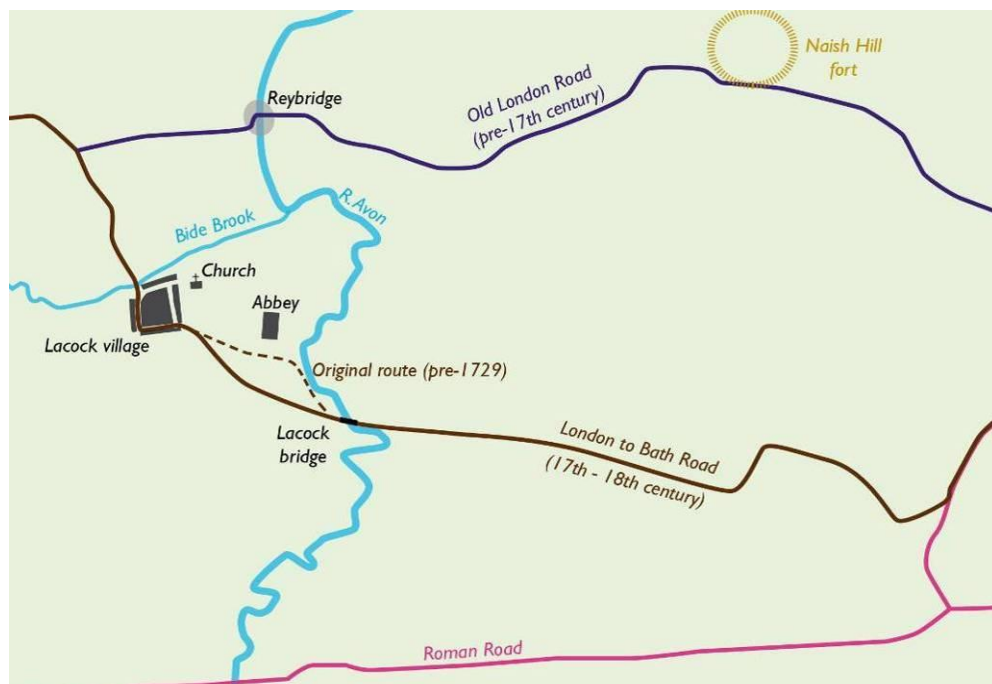 Naish Hill
fort
Reybridge
Old London Road
(pre-17th century)
R. Avon
Bide Brook
Church
Abbey
Lacock village
Original route (pre-1729)
Lacock
bridge
London to Bath Road
(17th - 18th century)
Roman Road